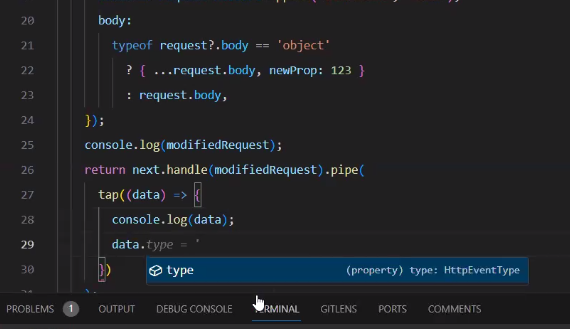 20 body:
21 typeof request?.body == 'object'
22 ? { ...request.body, newProp: 123 }
23 : request.body,
24 });
25 console.log(modifiedRequest);
26 return next.handle(modifiedRequest).pipe(
27 tap((data) => {
28 console.log(data);
29 data.type = '
type (property) type: HttpEventType
30 })
PROBLEMS 1 OUTPUT DEBUG CONSOLE TERMINAL GITLENS PORTS COMMENTS